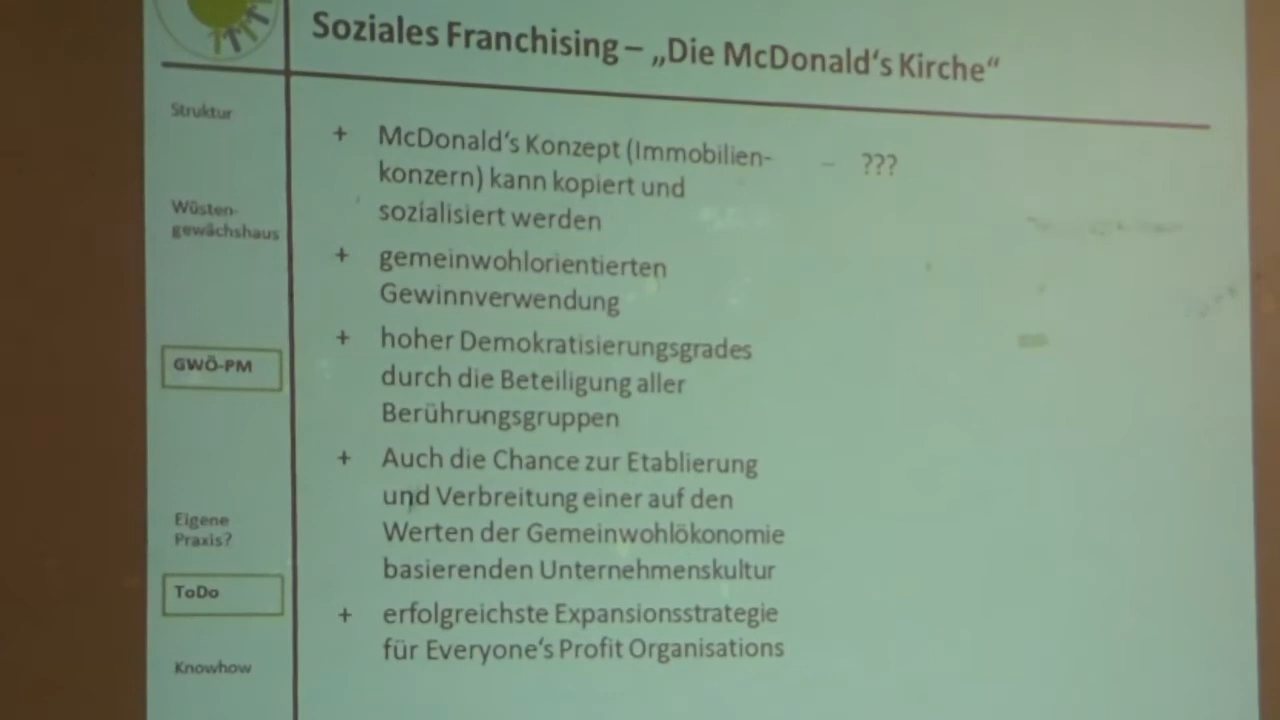 Soziales Franchising – „Die McDonald's Kirche“
Struktur
Wüsten-
gewächshaus
GWÖ-PM
Eigene
Praxis?
ToDo
Knowhow
+ McDonald's Konzept (Immobilien-
konzern) kann kopiert und
sozialisiert werden
+ gemeinwohlorientierten
Gewinnverwendung
+ hoher Demokratisierungsgrades
durch die Beteiligung aller
Berührungsgruppen
+ Auch die Chance zur Etablierung
und Verbreitung einer auf den
Werten der Gemeinwohlökonomie
basierenden Unternehmenskultur
+ erfolgreichste Expansionsstrategie
für Everyone's Profit Organisations
– ???